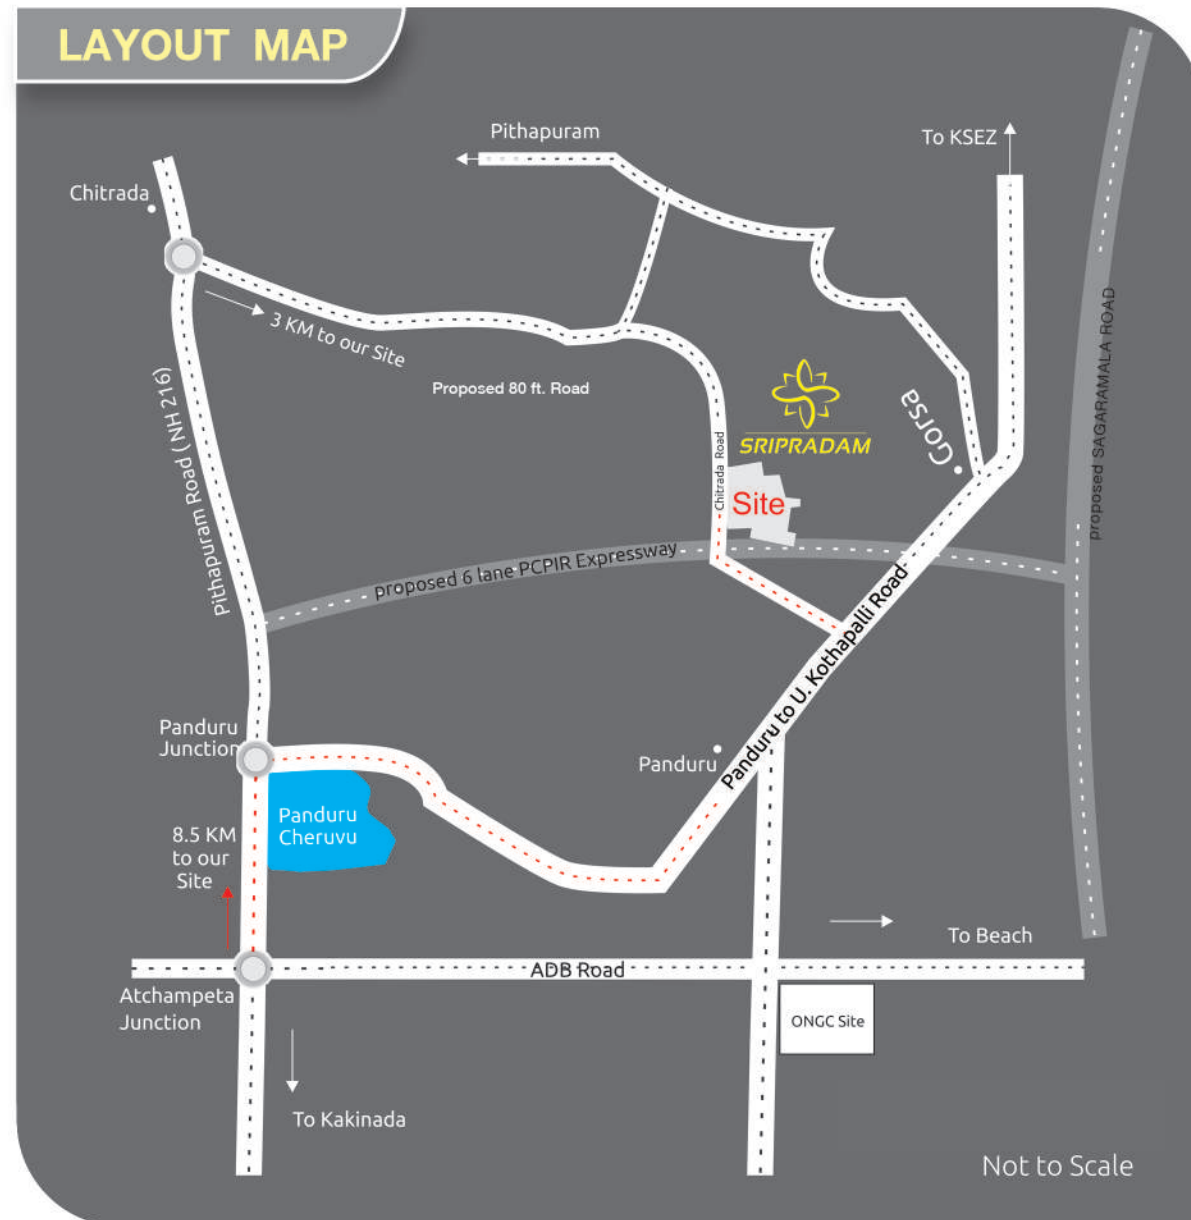 LAYOUT MAP
Pithapuram
To KSEZ
Chitrada
3 KM to our Site
Proposed 80 ft. Road
Pithapuram Road ( NH 216)
SRIPRADAM
Gorsa
Chitrada Road
Site
proposed SAGARAMALA ROAD
proposed 6 lane PCPIR Expressway
Panduru to U. Kothapalli Road
Panduru
Junction
Panduru
Panduru
Cheruvu
8.5 KM
to our
Site
To Beach
ADB Road
Atchampeta
Junction
ONGC Site
To Kakinada
Not to Scale